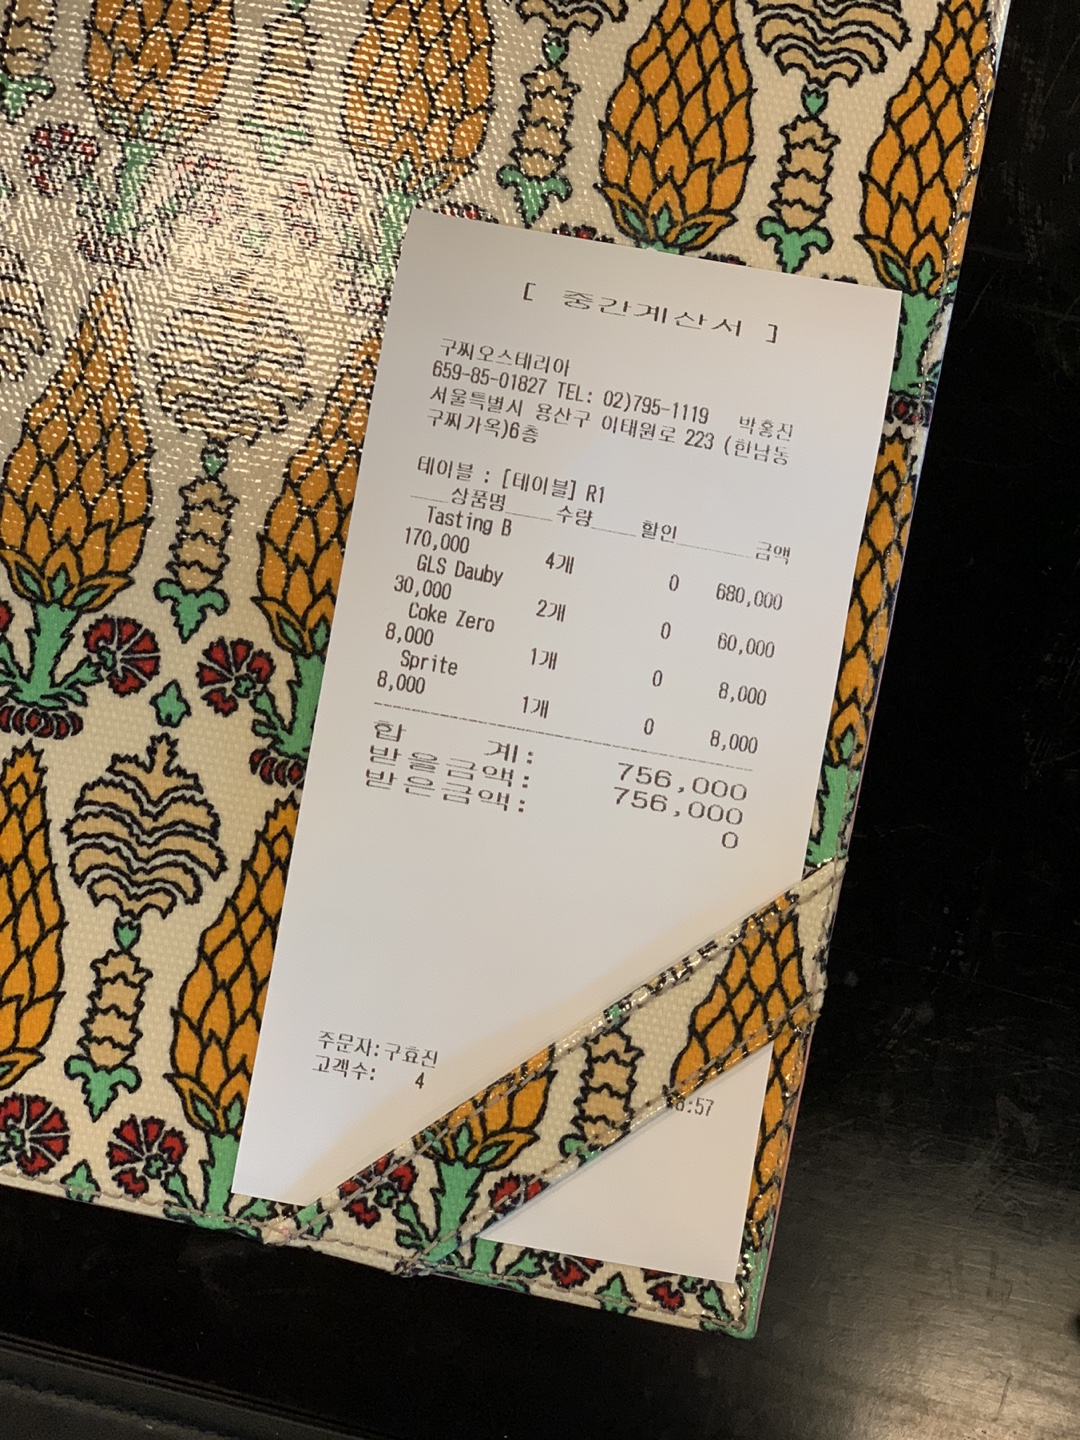 [ 중간계산서 ]
구찌오스테리아
659-85-01827 TEL: 02)795-1119 박홍진
서울특별시 용산구 이태원로 223 (한남동
구찌가옥)6층
테이블 : [테이블] R1
상품명 수량 할인 금액
Tasting B
170,000 4개 0 680,000
GLS Dauby
30,000 2개 0 60,000
Coke Zero
8,000 1개 0 8,000
Sprite
8,000 1개 0 8,000
합 계: 756,000
받을금액: 756,000
받은금액: 0
주문자:구효진
고객수: 4
:57